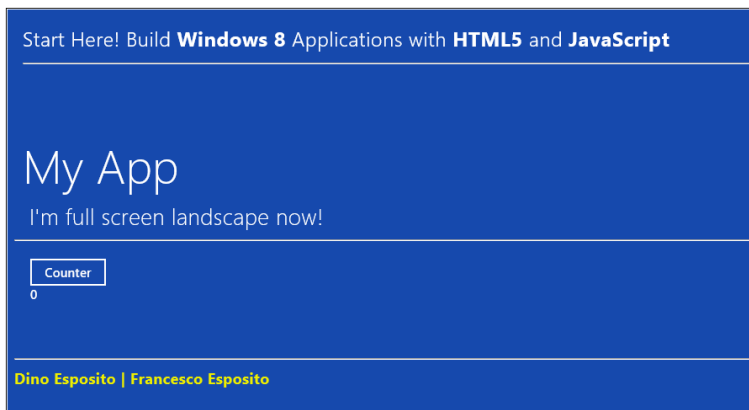 Start Here! Build Windows 8 Applications with HTML5 and JavaScript
My App
I'm full screen landscape now!
Counter
0
Dino Esposito | Francesco Esposito